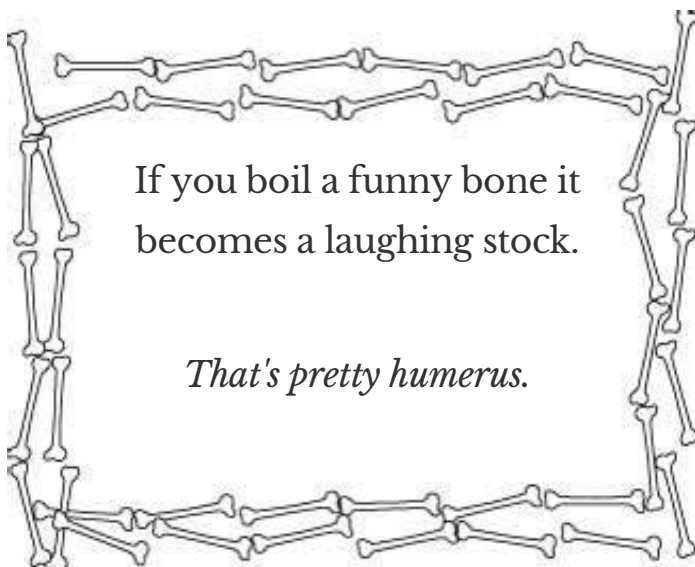 If you boil a funny bone it
becomes a laughing stock.
That's pretty humerus.